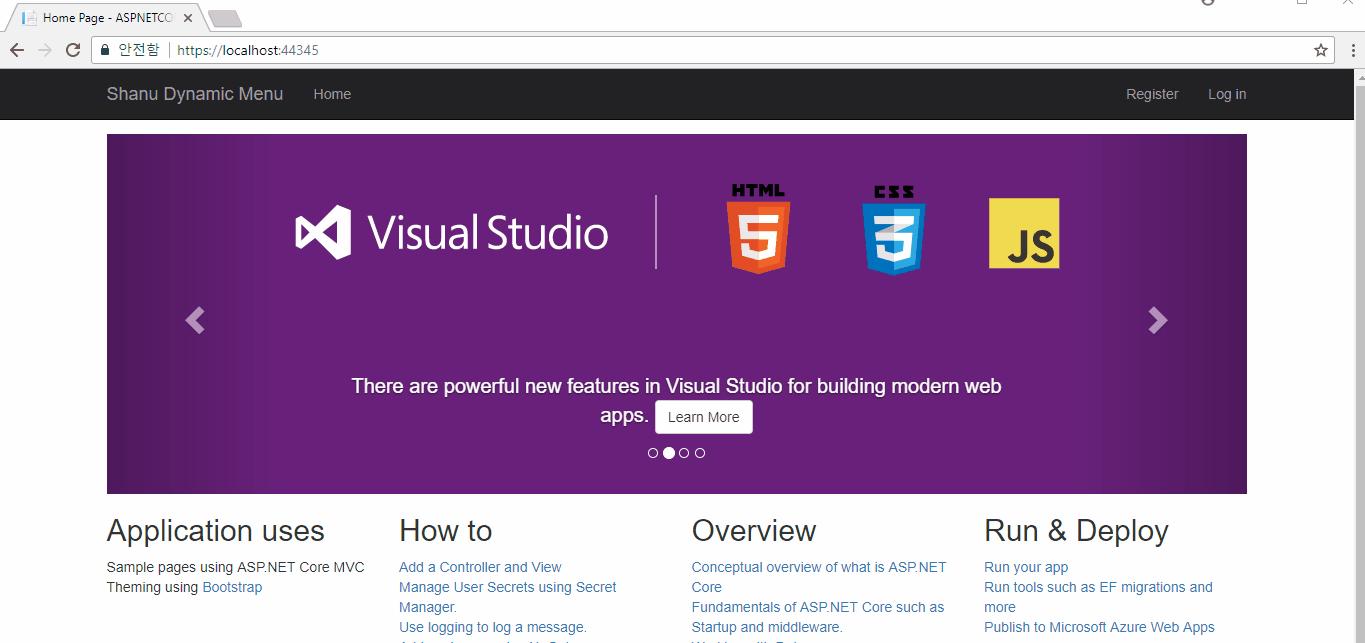 Home Page - ASPNETCO
안전함 https://localhost:44345
Shanu Dynamic Menu Home Register Log in
Visual Studio HTML 5 CSS 3 JS
There are powerful new features in Visual Studio for building modern web
apps. Learn More
Application uses
Sample pages using ASP.NET Core MVC
Theming using Bootstrap
How to
Add a Controller and View
Manage User Secrets using Secret
Manager.
Use logging to log a message.
Overview
Conceptual overview of what is ASP.NET
Core
Fundamentals of ASP.NET Core such as
Startup and middleware.
Run & Deploy
Run your app
Run tools such as EF migrations and
more
Publish to Microsoft Azure Web Apps